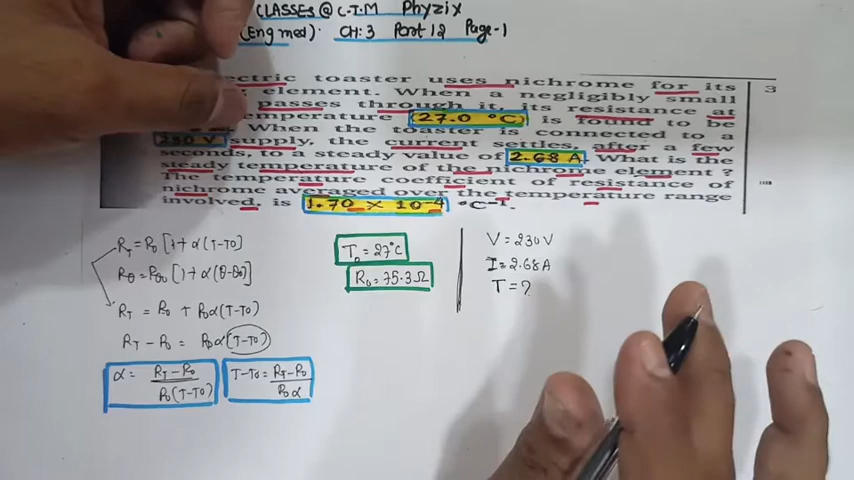 CLASSES @ C.T.M Phyzix
(Eng med). CH:3 Part 12 Page-1
ectric toaster uses nichrome for its
element. When a negligibly small
passes through it, its resistance at
temperature (27.0 °C) is found to be
When the toaster is connected to a
230 V supply, the current settles, after a few
seconds, to a steady value of 2.68 A. What is the
steady temperature of the nichrome element ?
The temperature coefficient of resistance of
nichrome averaged over the temperature range
involved, is 1.70 × 10-4 °C-1.
3
RT = R0 [1+α(T-T0)
Rθ = Rθ0 [1+α(θ-θ0)]
RT = R0 + R0α(T-T0)
RT - R0 = R0α(T-T0)
α = RT-R0 / R0(T-T0)
T-T0 = RT-R0 / R0α
T0 = 27°C
R0 = 75.3 Ω
V = 230V
I = 2.68A
T = ?